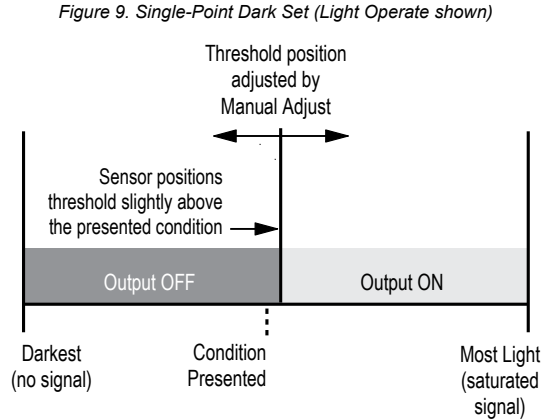 Figure 9. Single-Point Dark Set (Light Operate shown)
Threshold position
adjusted by
Manual Adjust
Sensor positions
threshold slightly above
the presented condition
Output OFF
Output ON
Darkest
(no signal)
Condition
Presented
Most Light
(saturated
signal)